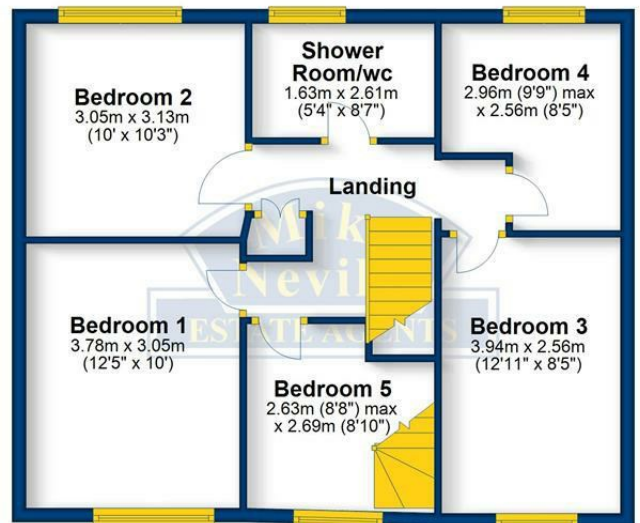 Bedroom 2
3.05m x 3.13m
(10' x 10'3")
Shower
Room/wc
1.63m x 2.61m
(5'4" x 8'7")
Bedroom 4
2.96m (9'9") max
x 2.56m (8'5")
Landing
Mik
Nevil
ESTATE AGENTS
Bedroom 1
3.78m x 3.05m
(12'5" x 10')
Bedroom 5
2.63m (8'8") max
x 2.69m (8'10")
Bedroom 3
3.94m x 2.56m
(12'11" x 8'5")